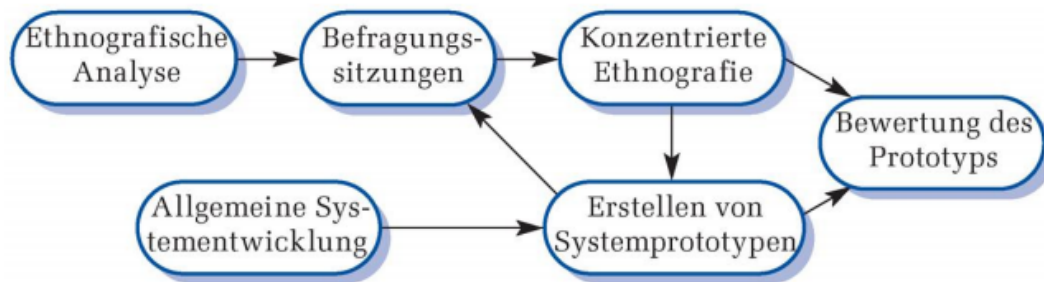 Ethnografische
Analyse
Befragungs-
sitzungen
Konzentrierte
Ethnografie
Bewertung des
Prototyps
Allgemeine Sys-
tementwicklung
Erstellen von
Systemprototypen